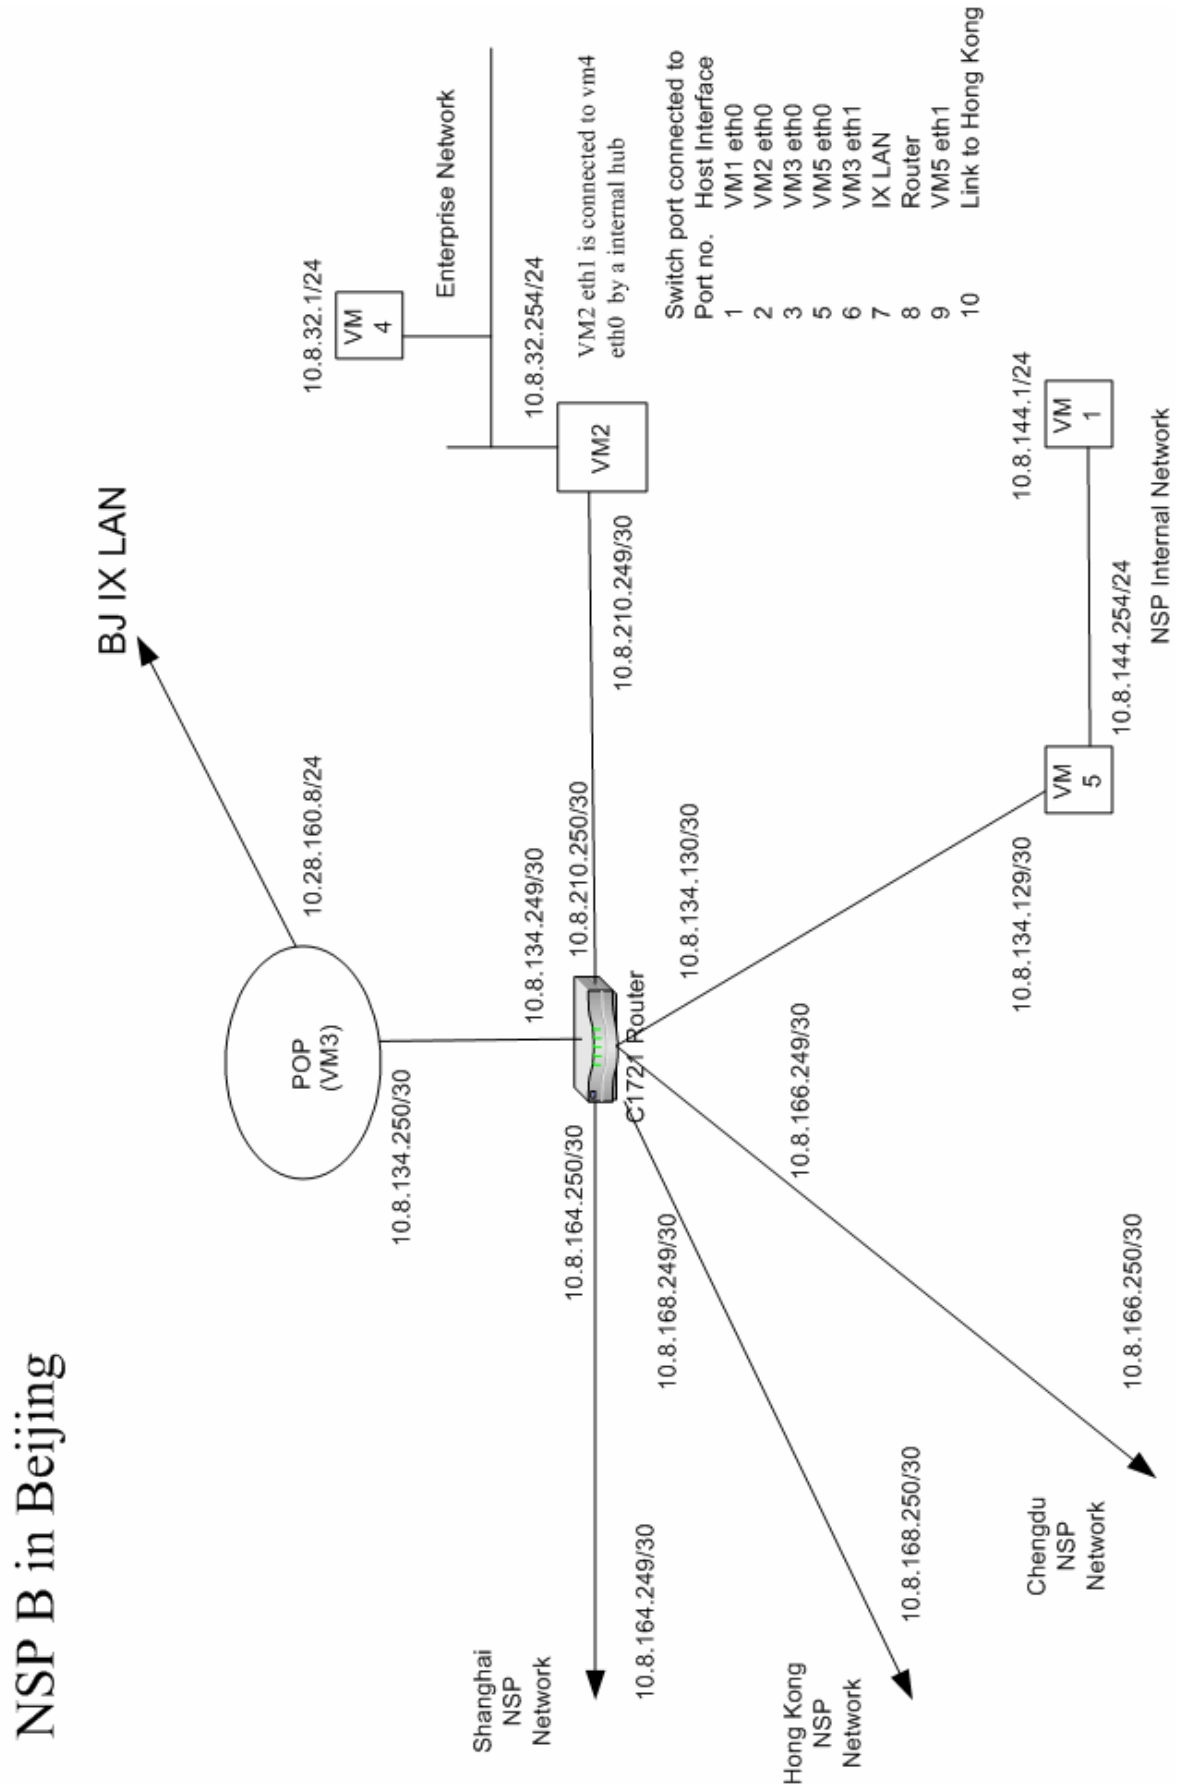 NSP B in Beijing
BJ IX LAN
10.28.160.8/24
POP
(VM3)
10.8.134.250/30
10.8.134.249/30
10.8.32.1/24
VM
4
Enterprise Network
10.8.32.254/24
VM2
VM2 eth1 is connected to vm4
eth0 by a internal hub
10.8.210.249/30
10.8.210.250/30
C1721 Router
10.8.164.250/30
10.8.164.249/30
Shanghai
NSP
Network
10.8.168.249/30
10.8.168.250/30
Hong Kong
NSP
Network
10.8.166.249/30
10.8.166.250/30
Chengdu
NSP
Network
10.8.134.130/30
10.8.134.129/30
VM
5
10.8.144.254/24
10.8.144.1/24
VM
1
NSP Internal Network
Switch port connected to
Port no. Host Interface
1 VM1 eth0
2 VM2 eth0
3 VM3 eth0
5 VM5 eth0
6 VM3 eth1
7 IX LAN
8 Router
9 VM5 eth1
10 Link to Hong Kong